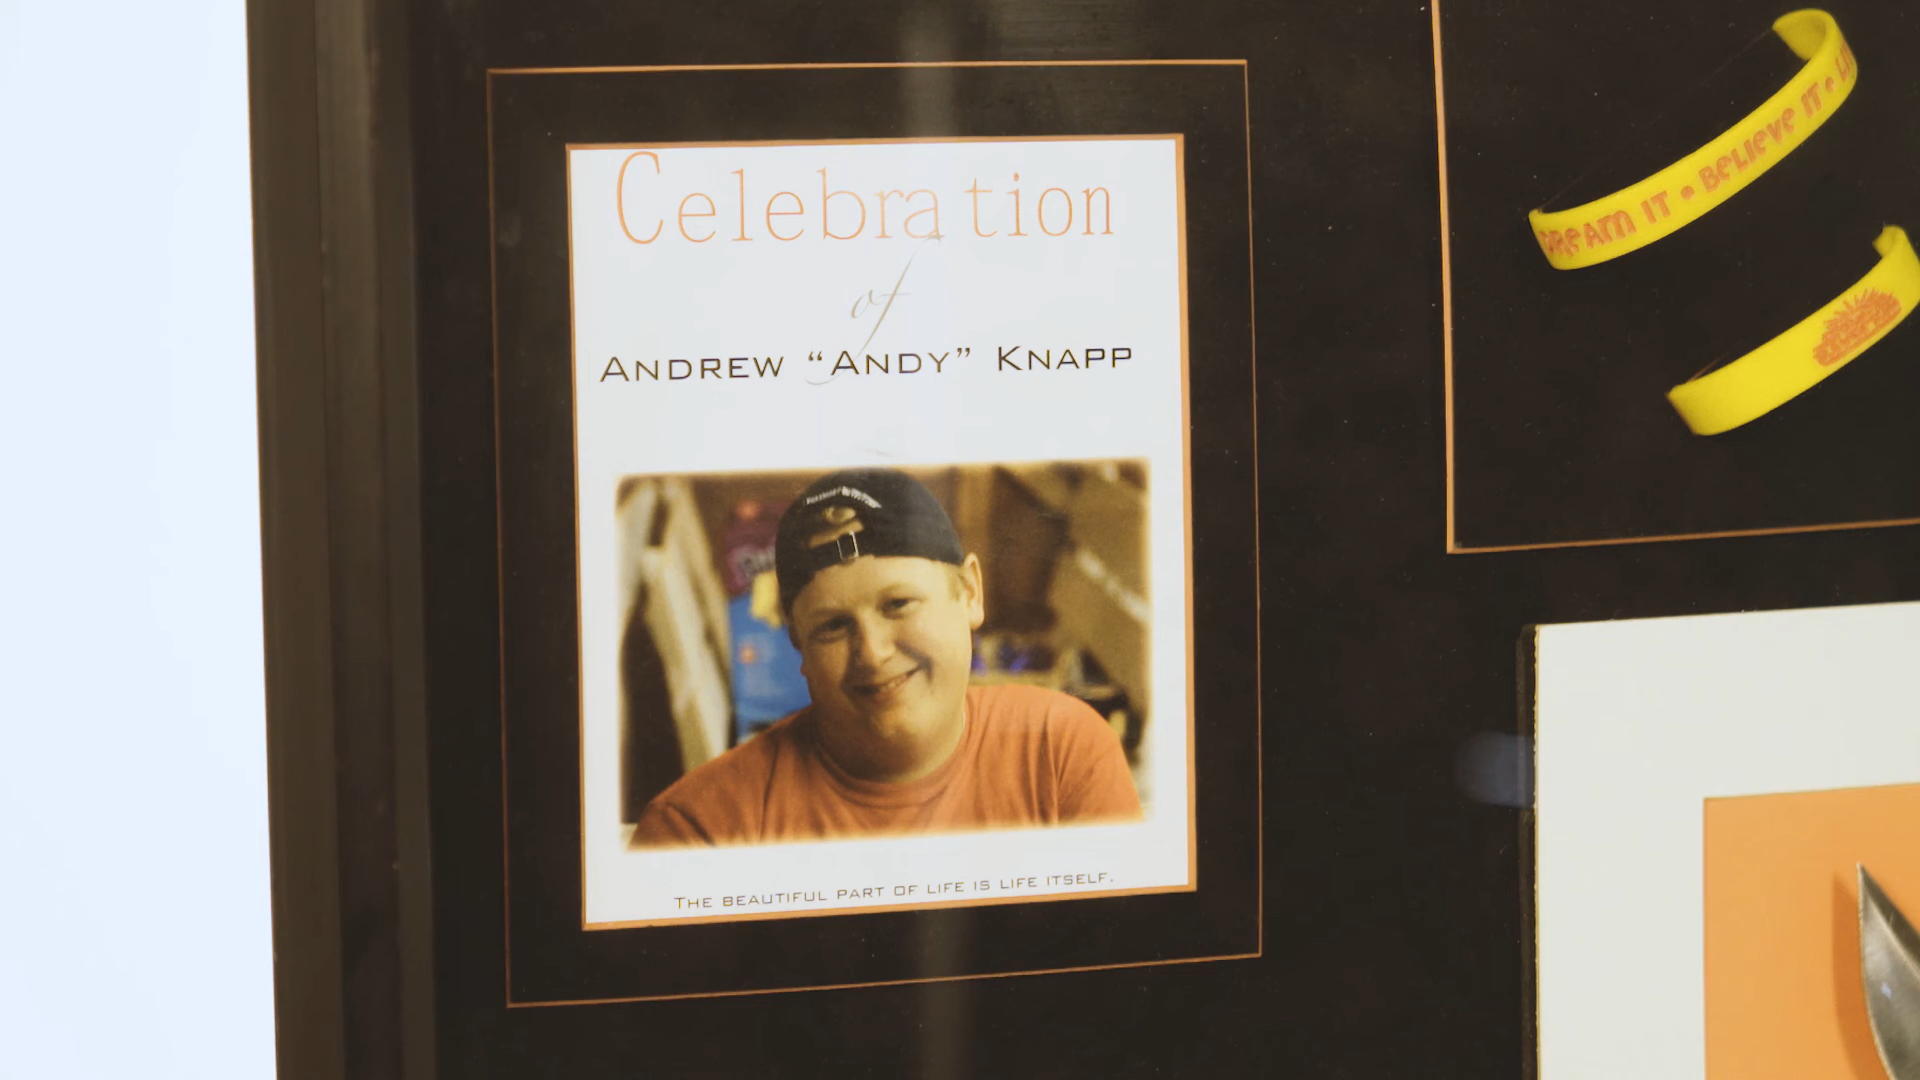 Celebration
of
ANDREW “ANDY” KNAPP
THE BEAUTIFUL PART OF LIFE IS LIFE ITSELF.
DREAM IT • BELIEVE IT •